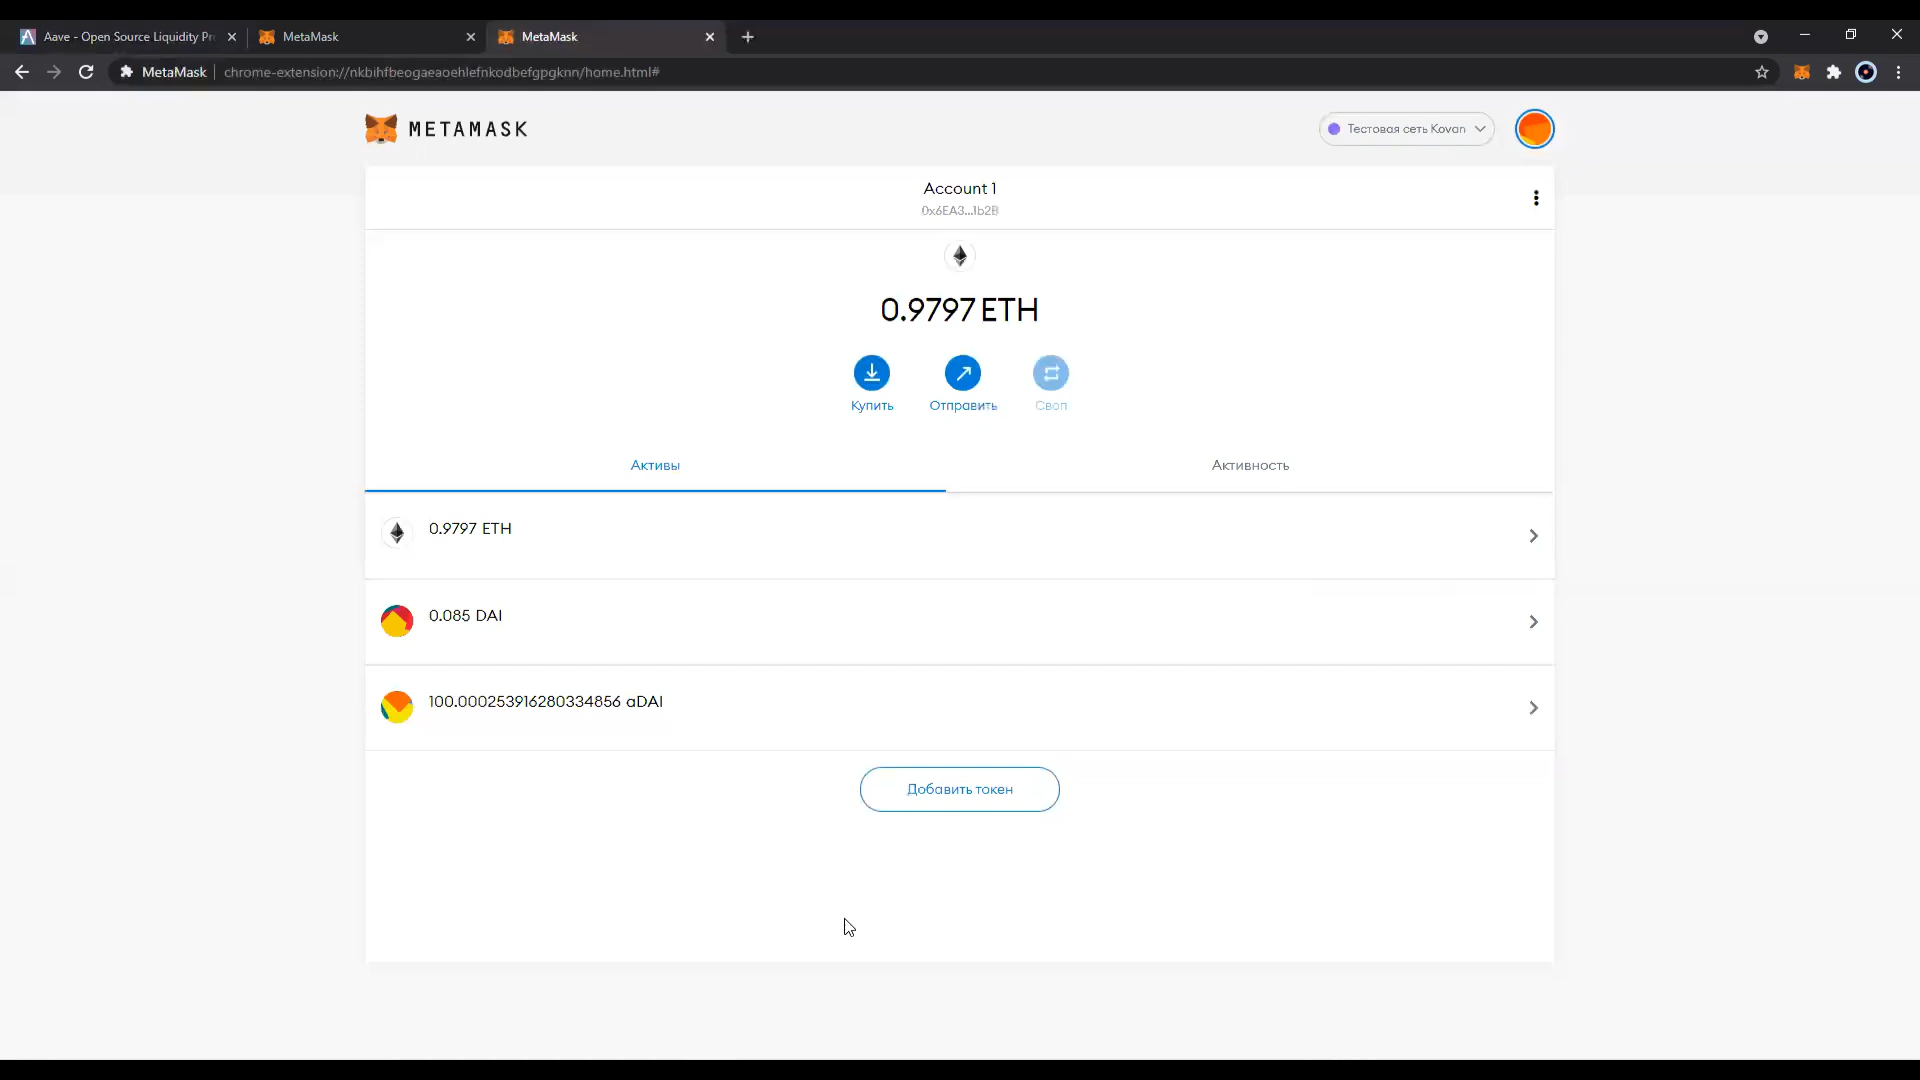 Aave - Open Source Liquidity Pr
MetaMask
MetaMask
MetaMask
chrome-extension://nkbihfbeogaeaoehlefnkodbefgpgknn/home.html#
METAMASK
Тестовая сеть Kovan
Account 1
0x6EA3...1b2B
0.9797 ETH
Купить
Отправить
Своп
Активы
Активность
0.9797 ETH
0.085 DAI
100.000253916280334856 aDAI
Добавить токен